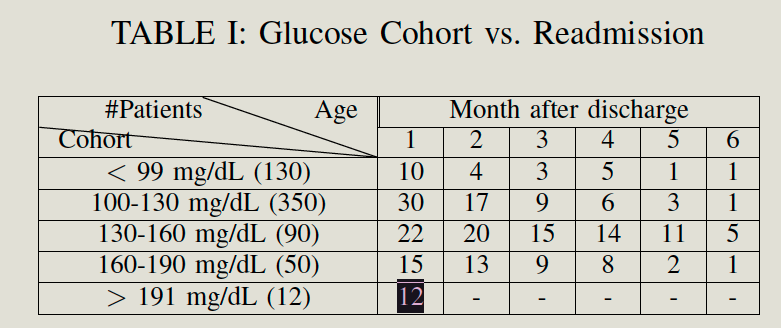 TABLE I: Glucose Cohort vs. Readmission
#Patients Age Month after discharge
Cohort 1 2 3 4 5 6
< 99 mg/dL (130) 10 4 3 5 1 1
100-130 mg/dL (350) 30 17 9 6 3 1
130-160 mg/dL (90) 22 20 15 14 11 5
160-190 mg/dL (50) 15 13 9 8 2 1
> 191 mg/dL (12) 12 - - - - -